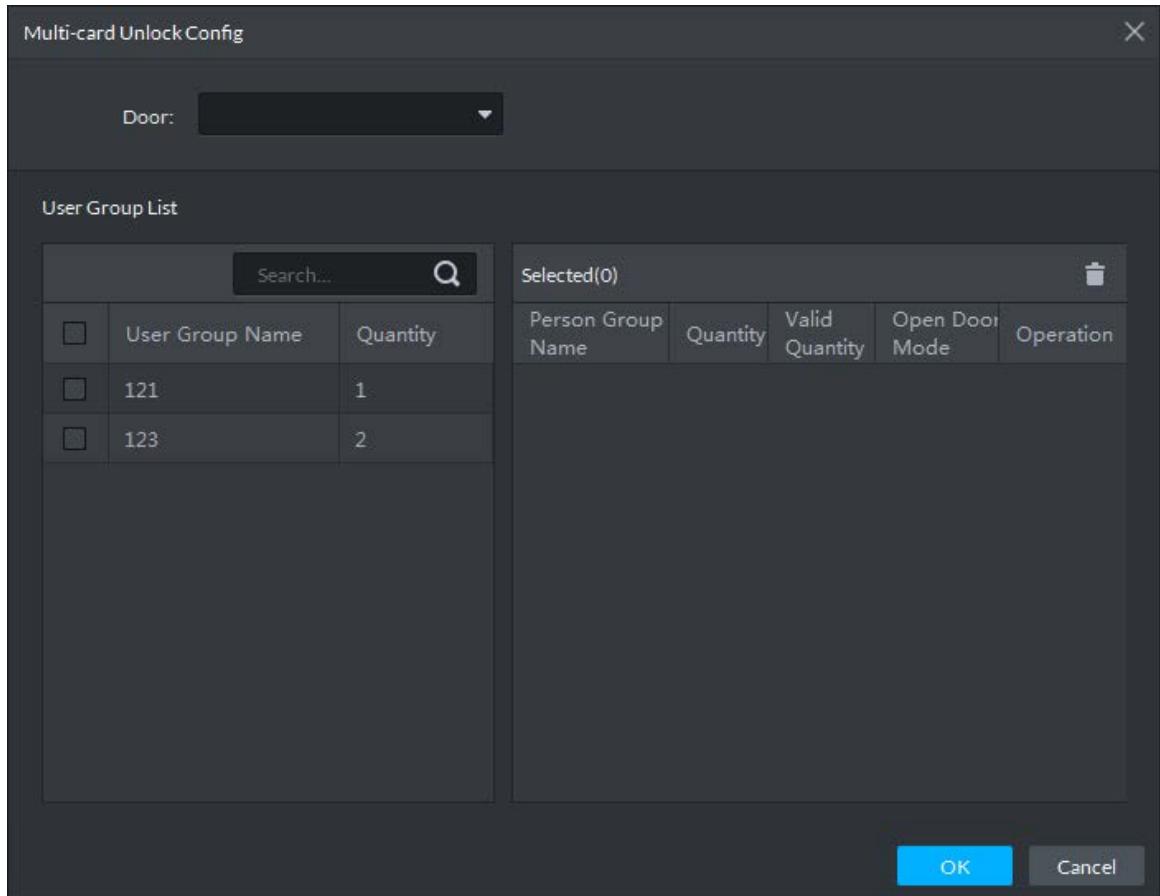 Multi-card Unlock Config
Door:
User Group List
Search...
Selected(0)
User Group Name Quantity
Person Group Name Quantity Valid Quantity Open Door Mode Operation
121 1
123 2
OK Cancel